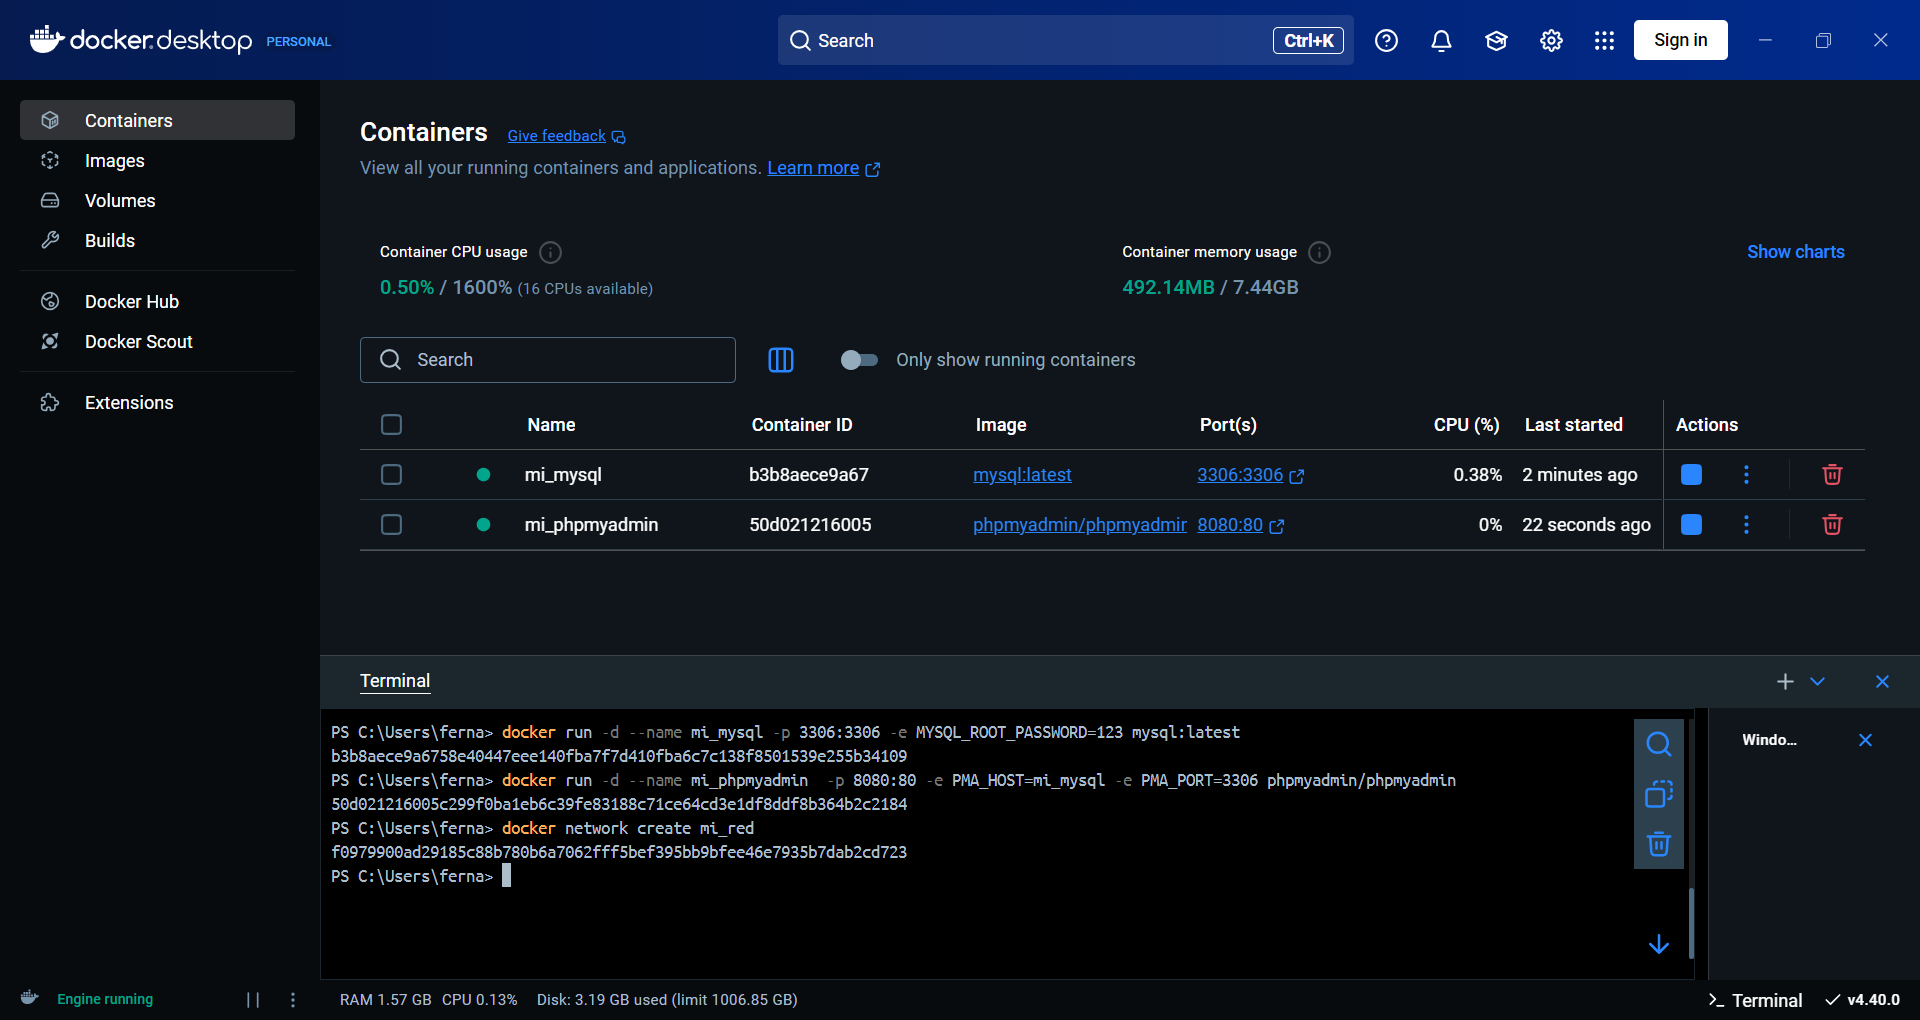 docker.desktop PERSONAL
Search Ctrl+K
Sign in
Containers
Images
Volumes
Builds
Docker Hub
Docker Scout
Extensions
Containers Give feedback
View all your running containers and applications. Learn more
Container CPU usage
0.50% / 1600% (16 CPUs available)
Container memory usage
492.14MB / 7.44GB
Show charts
Search
Only show running containers
Name Container ID Image Port(s) CPU (%) Last started Actions
mi_mysql b3b8aece9a67 mysql:latest 3306:3306 0.38% 2 minutes ago
mi_phpmyadmin 50d021216005 phpmyadmin/phpmyadmir 8080:80 0% 22 seconds ago
Terminal
PS C:\Users\ferna> docker run -d --name mi_mysql -p 3306:3306 -e MYSQL_ROOT_PASSWORD=123 mysql:latest
b3b8aece9a6758e40447eee140fba7f7d410fba6c7c138f8501539e255b34109
PS C:\Users\ferna> docker run -d --name mi_phpmyadmin  -p 8080:80 -e PMA_HOST=mi_mysql -e PMA_PORT=3306 phpmyadmin/phpmyadmin
50d021216005c299f0ba1eb6c39fe83188c71ce64cd3e1df8ddf8b364b2c2184
PS C:\Users\ferna> docker network create mi_red
f0979900ad29185c88b780b6a7062fff5bef395bb9bfee46e7935b7dab2cd723
PS C:\Users\ferna>
Windo...
Engine running
RAM 1.57 GB CPU 0.13% Disk: 3.19 GB used (limit 1006.85 GB)
>_ Terminal
v4.40.0